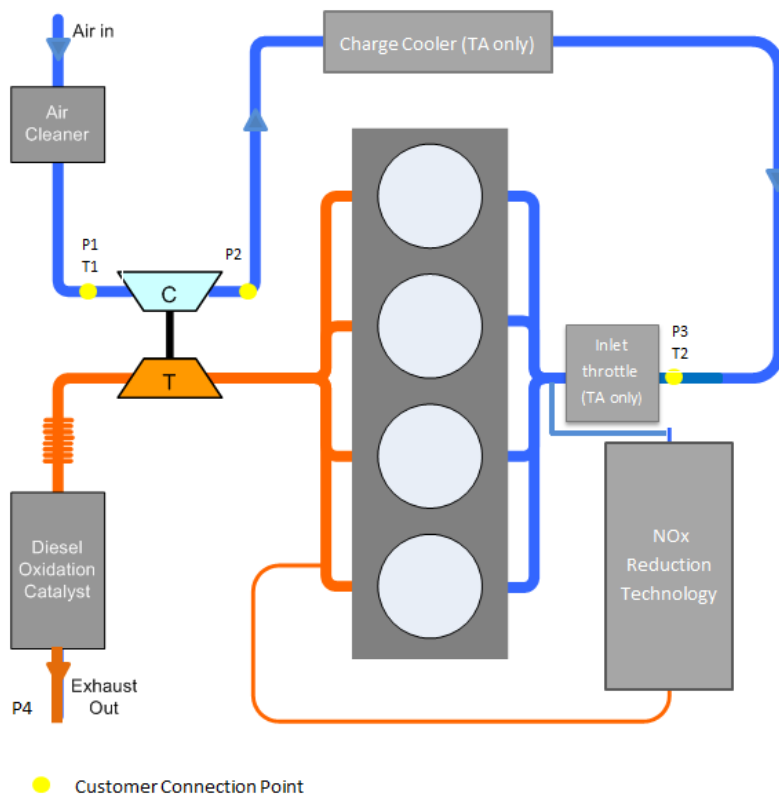 Air in
Charge Cooler (TA only)
Air
Cleaner
P1
T1
P2
C
T
P3
T2
Inlet
throttle
(TA only)
Diesel
Oxidation
Catalyst
NOx
Reduction
Technology
P4
Exhaust
Out
Customer Connection Point